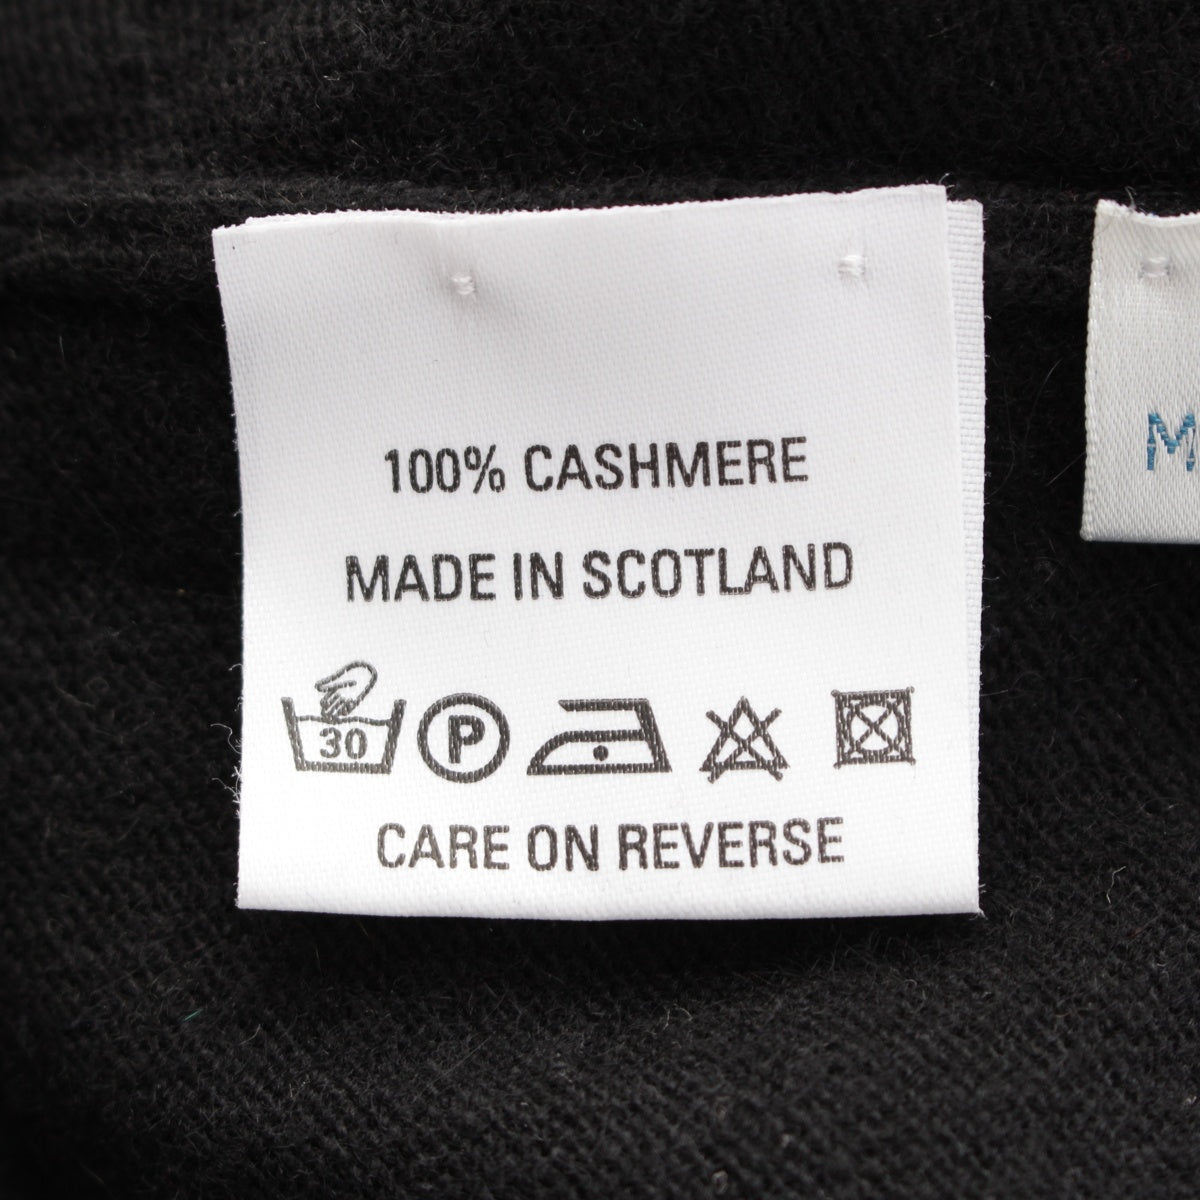 100% CASHMERE
MADE IN SCOTLAND
30 P
CARE ON REVERSE
M